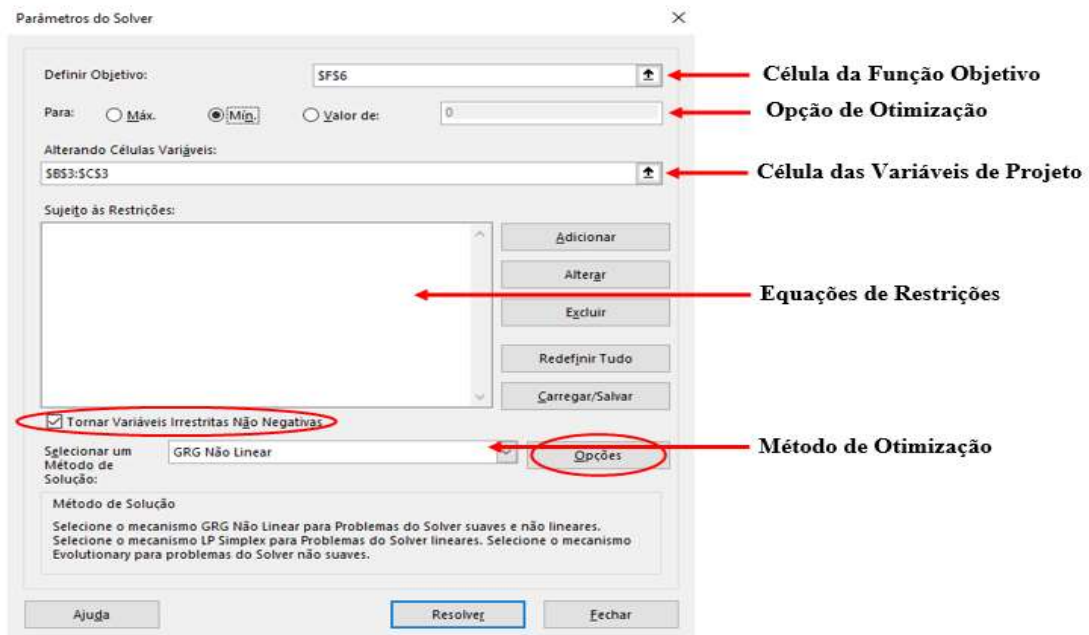 Parâmetros do Solver
Definir Objetivo: $F$6
Célula da Função Objetivo
Para: Máx. Mín. Valor de: 0
Opção de Otimização
Alterando Células Variáveis:
$B$3:$C$3
Célula das Variáveis de Projeto
Sujeito às Restrições:
Adicionar
Alterar
Equações de Restrições
Excluir
Redefinir Tudo
Carregar/Salvar
Tornar Variáveis Irrestritas Não Negativas
Selecionar um
Método de
Solução:
GRG Não Linear
Opções
Método de Otimização
Método de Solução
Selecione o mecanismo GRG Não Linear para Problemas do Solver suaves e não lineares.
Selecione o mecanismo LP Simplex para Problemas do Solver lineares. Selecione o mecanismo
Evolutionary para problemas do Solver não suaves.
Ajuda
Resolver
Fechar